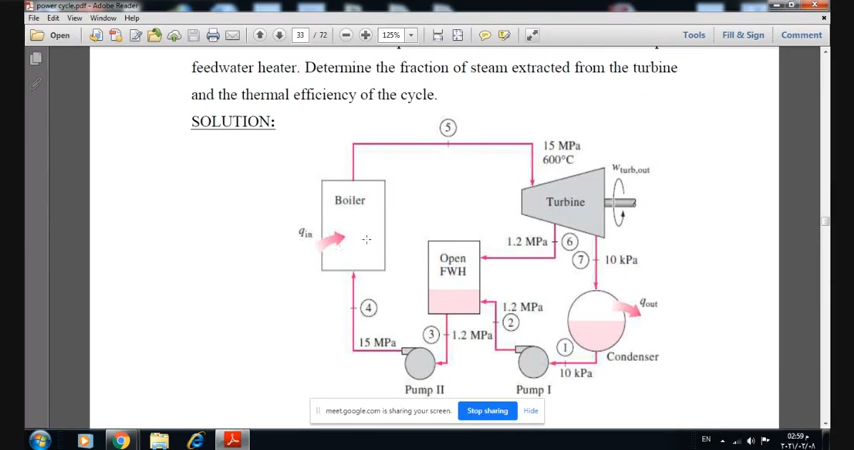 power cycle.pdf - Adobe Reader
File Edit View Window Help
Open 33 / 72 125% Tools Fill & Sign Comment
feedwater heater. Determine the fraction of steam extracted from the turbine
and the thermal efficiency of the cycle.
SOLUTION:
5
15 MPa
600°C
wturb,out
Boiler
Turbine
qin
1.2 MPa 6
7 10 kPa
Open
FWH
qout
4
1.2 MPa
2
3 1.2 MPa
15 MPa
1
Condenser
10 kPa
Pump II
Pump I
meet.google.com is sharing your screen. Stop sharing Hide
EN
02:59 م
٢٠٢١/٠٢/٠٨